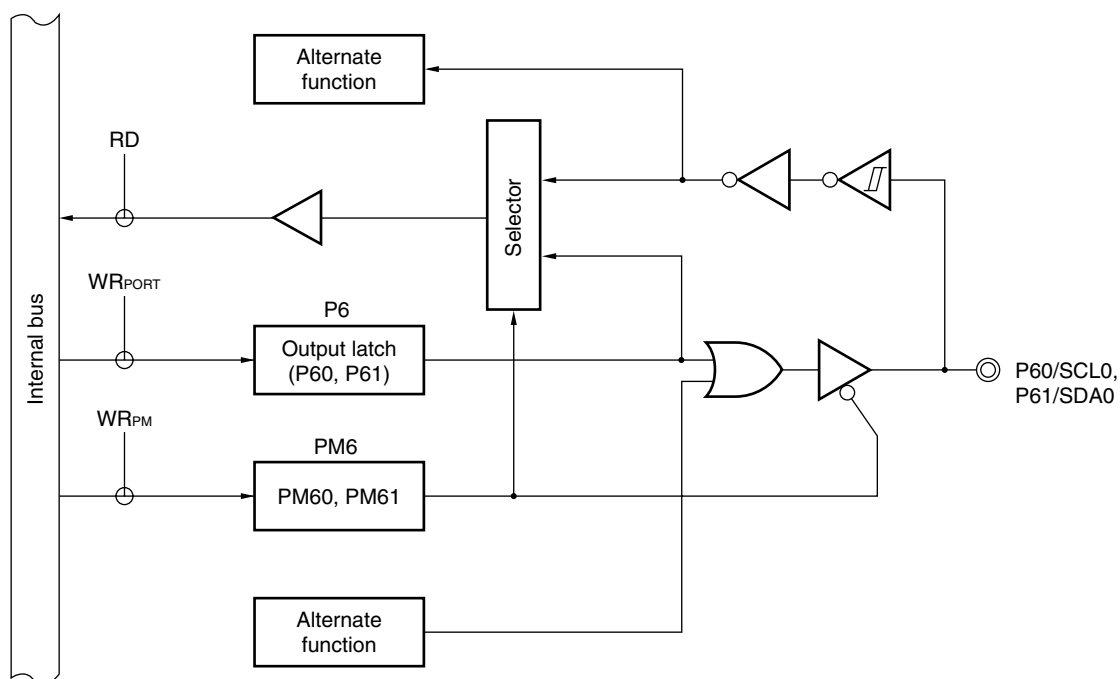 Alternate
function
RD
Selector
WRPORT
P6
Internal bus
Output latch
(P60, P61)
P60/SCL0,
P61/SDA0
WRPM
PM6
PM60, PM61
Alternate
function